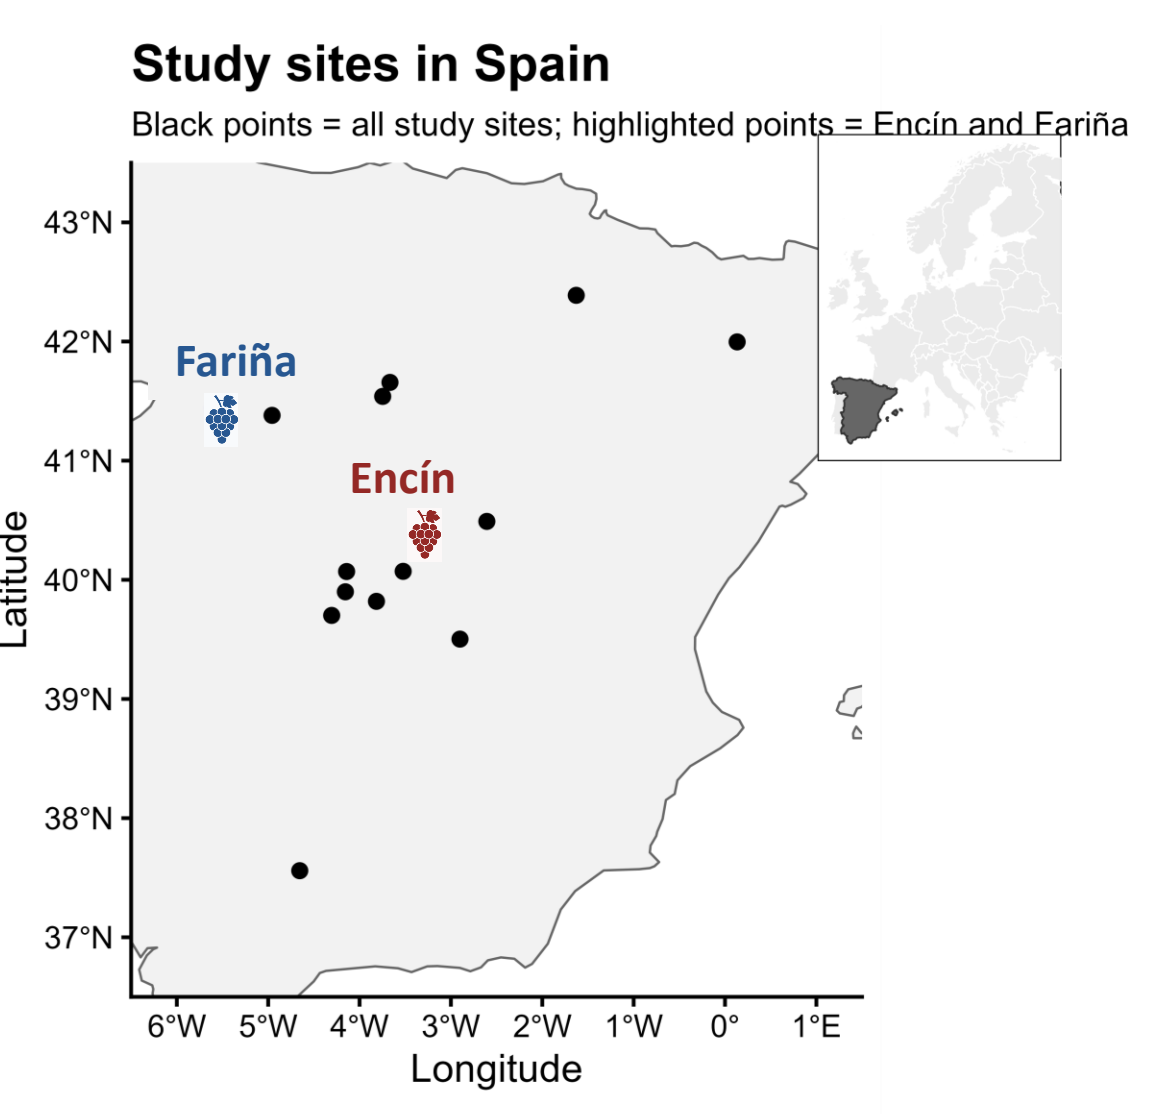 Study sites in Spain
Black points = all study sites; highlighted points = Encín and Fariña
43°N
42°N
Fariña
41°N
Encín
40°N
39°N
38°N
37°N
Latitude
6°W 5°W 4°W 3°W 2°W 1°W 0° 1°E
Longitude